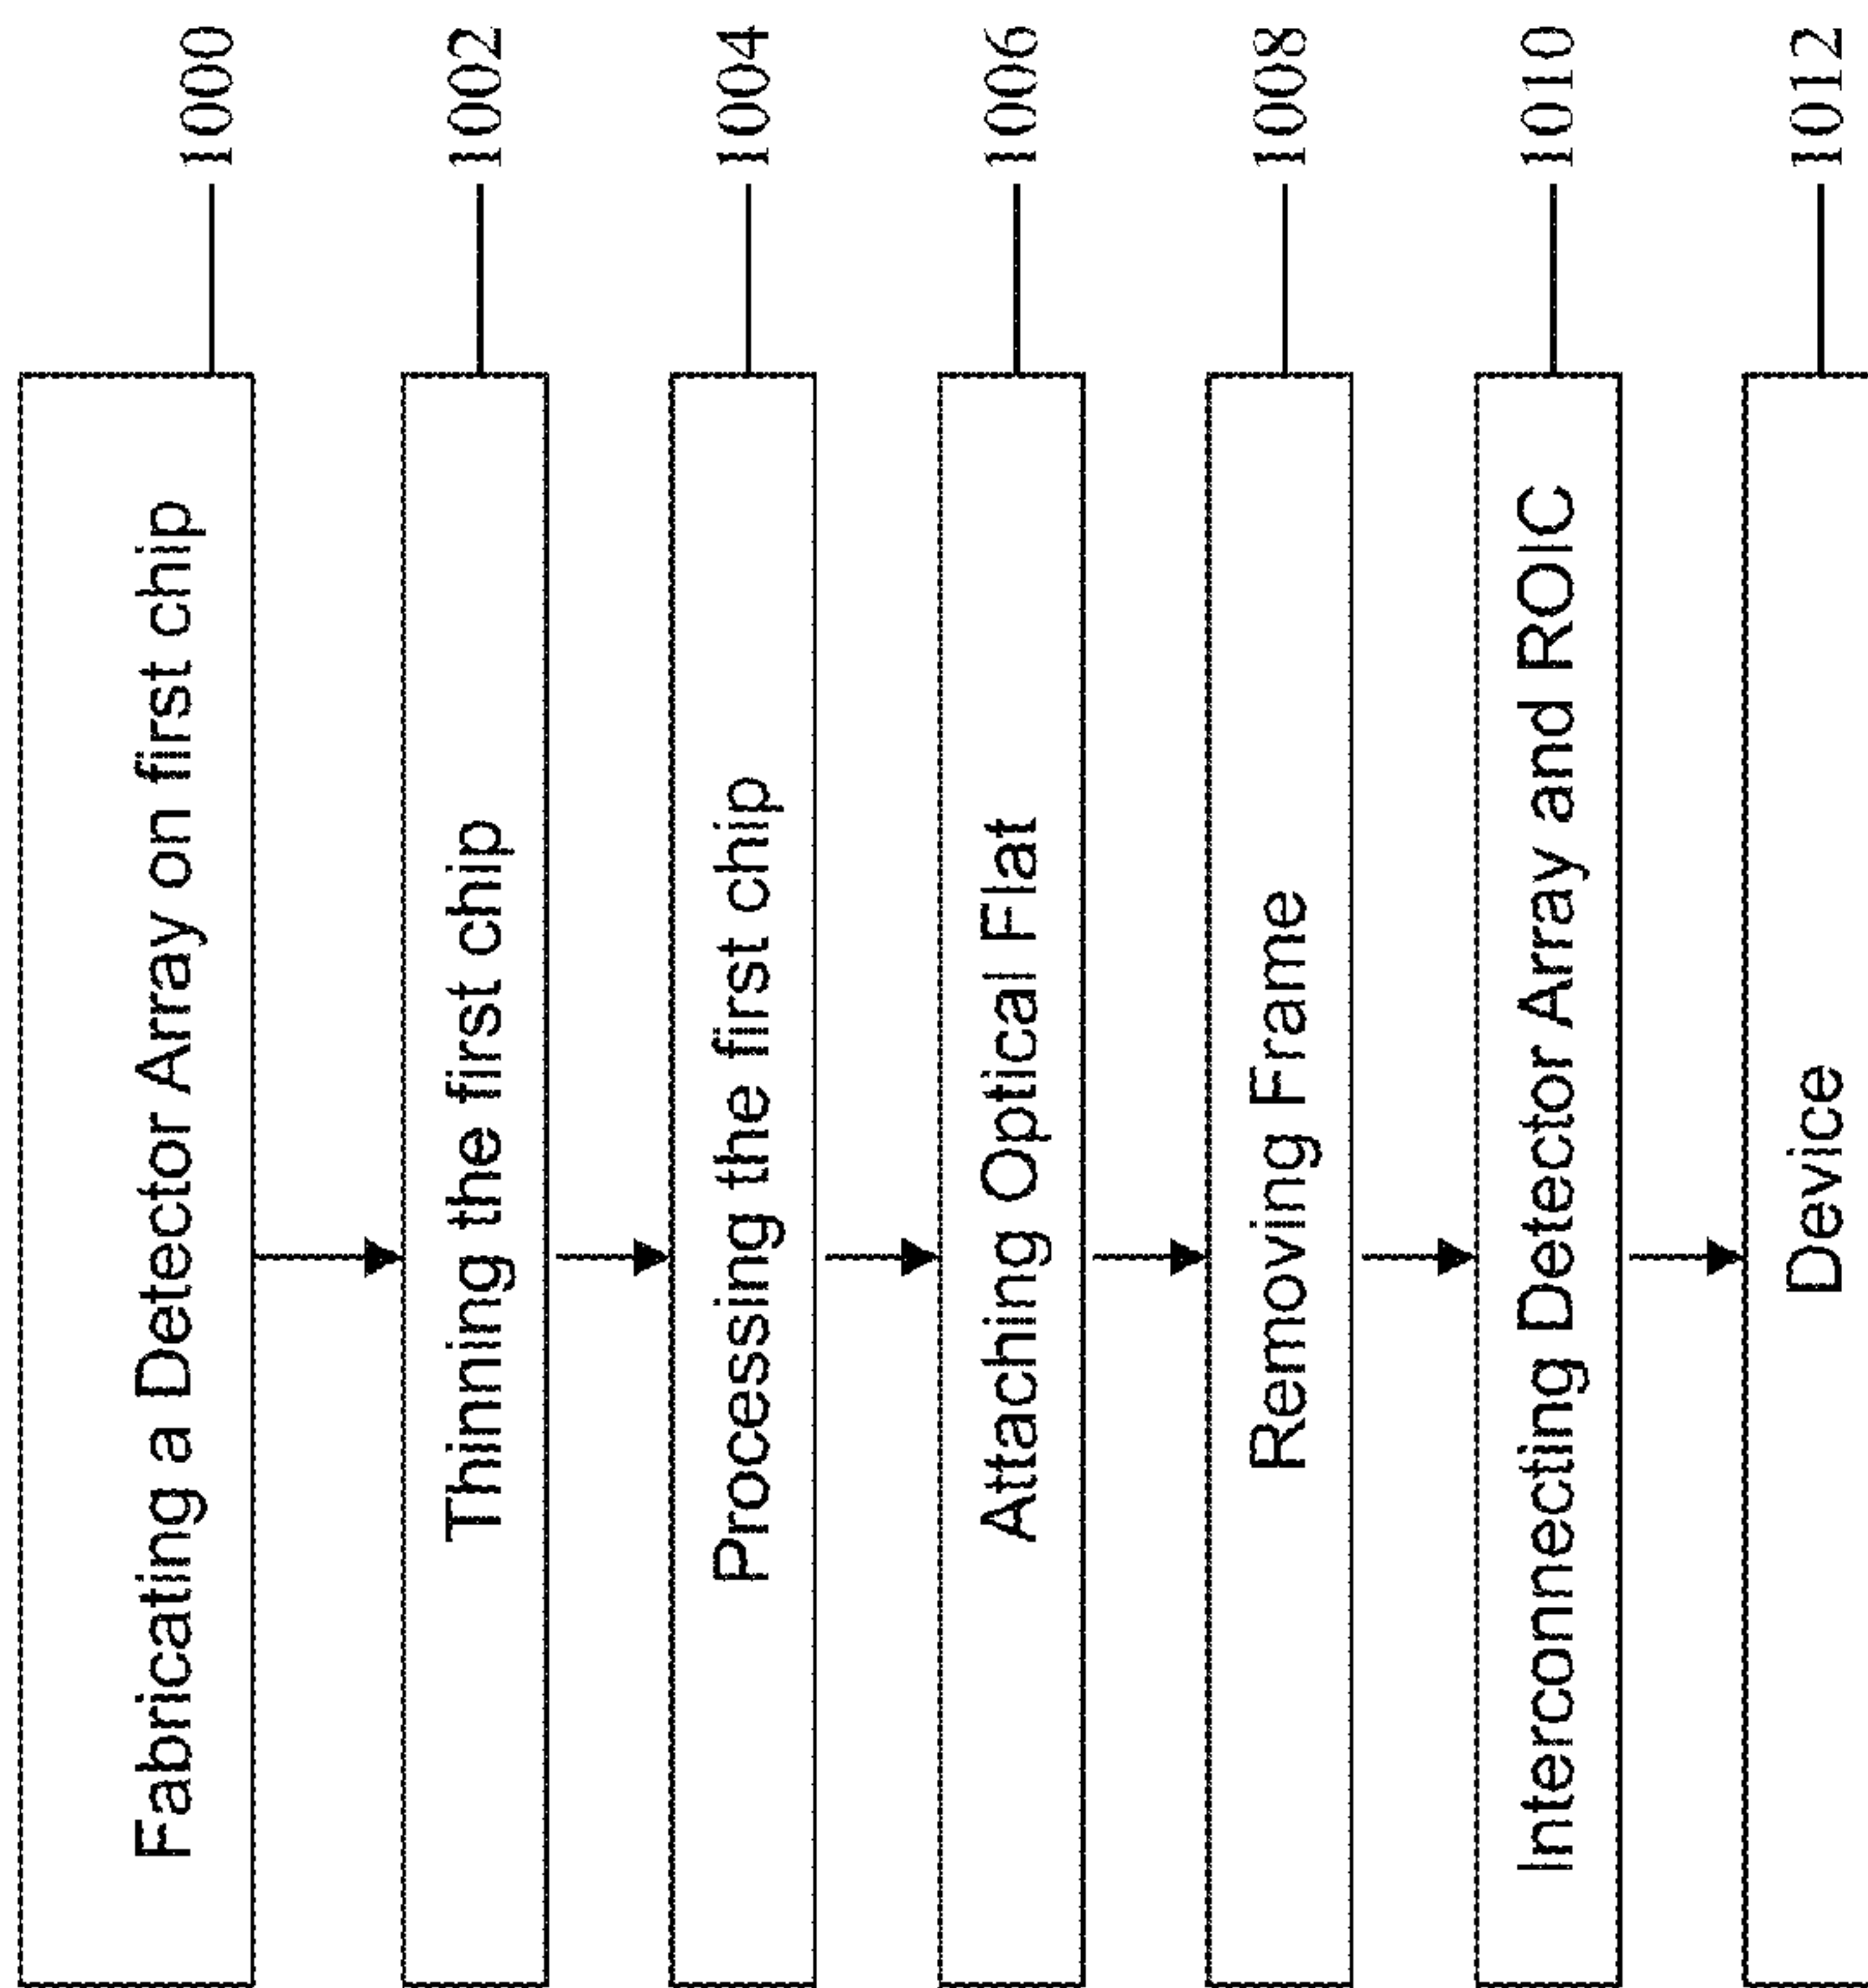 Fabricating a Detector Array on first chip
1000
Thinning the first chip
1002
Processing the first chip
1004
Attaching Optical Flat
1006
Removing Frame
1008
Interconnecting Detector Array and ROIC
1010
Device
1012